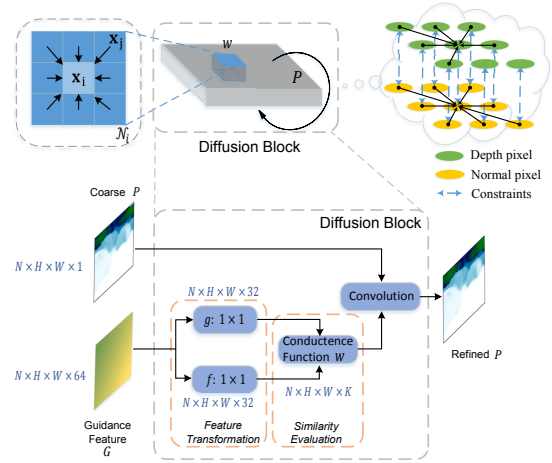 w
x_j
x_i
P
N_i
Diffusion Block
Depth pixel
Normal pixel
Constraints
Coarse P
Diffusion Block
N × H × W × 1
N × H × W × 32
Convolution
g: 1 × 1
Conductence
Function W
Refined P
N × H × W × 64
f: 1 × 1
N × H × W × 32
N × H × W × K
Guidance
Feature
G
Feature
Transformation
Similarity
Evaluation